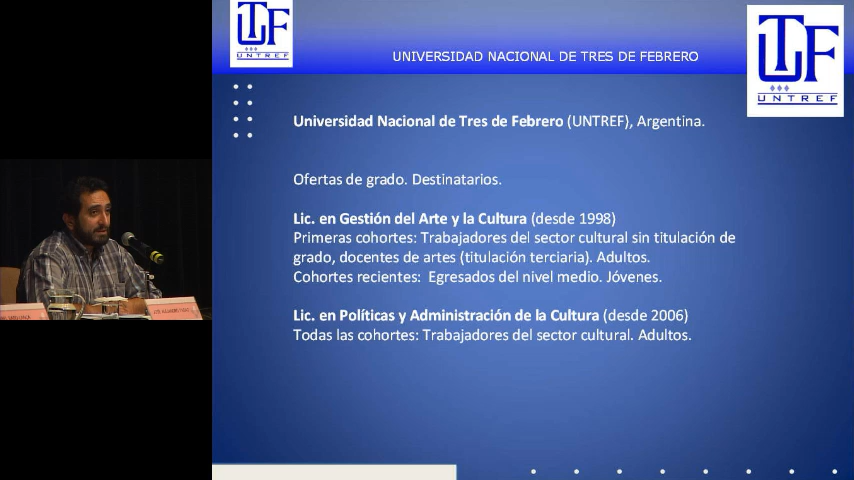 UNTREF
UNIVERSIDAD NACIONAL DE TRES DE FEBRERO
UNTREF
Universidad Nacional de Tres de Febrero (UNTREF), Argentina.
Ofertas de grado. Destinatarios.
Lic. en Gestión del Arte y la Cultura (desde 1998)
Primeras cohortes: Trabajadores del sector cultural sin titulación de
grado, docentes de artes (titulación terciaria). Adultos.
Cohortes recientes: Egresados del nivel medio. Jóvenes.
Lic. en Políticas y Administración de la Cultura (desde 2006)
Todas las cohortes: Trabajadores del sector cultural. Adultos.